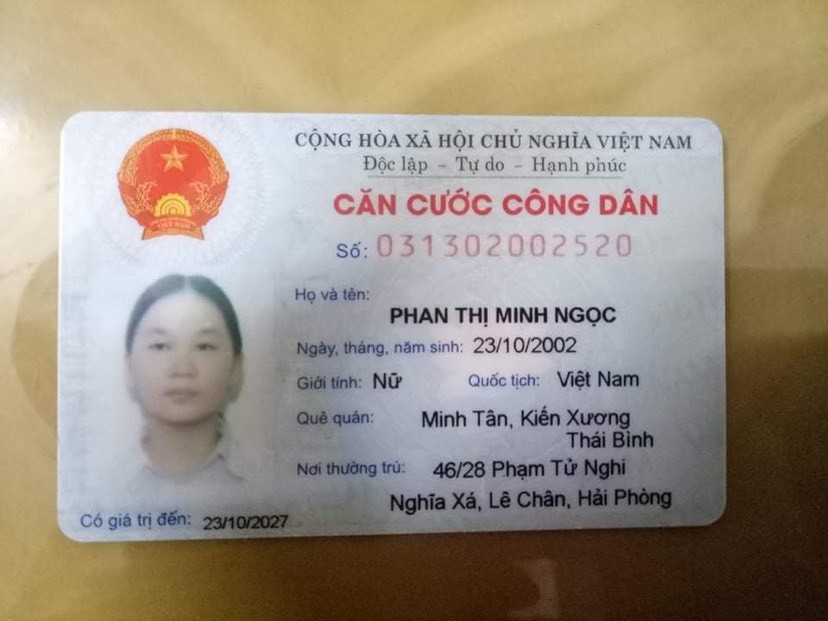 CỘNG HÒA XÃ HỘI CHỦ NGHĨA VIỆT NAM
Độc lập - Tự do - Hạnh phúc
CĂN CƯỚC CÔNG DÂN
Số: 031302002520
Họ và tên:
PHAN THỊ MINH NGỌC
Ngày, tháng, năm sinh: 23/10/2002
Giới tính: Nữ Quốc tịch: Việt Nam
Quê quán: Minh Tân, Kiến Xương
Thái Bình
Nơi thường trú: 46/28 Phạm Tử Nghi
Nghĩa Xá, Lê Chân, Hải Phòng
Có giá trị đến: 23/10/2027
VIỆT NAM